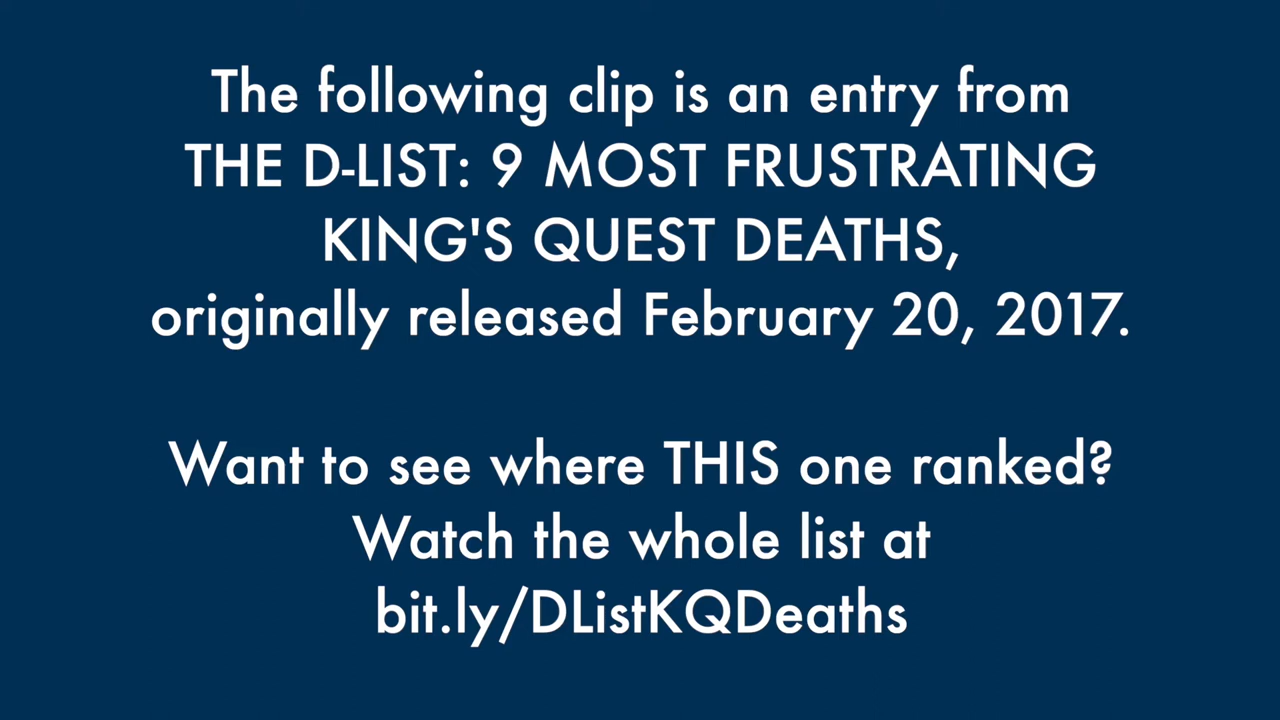 The following clip is an entry from
THE D-LIST: 9 MOST FRUSTRATING
KING'S QUEST DEATHS,
originally released February 20, 2017.
Want to see where THIS one ranked?
Watch the whole list at
bit.ly/DListKQDeaths